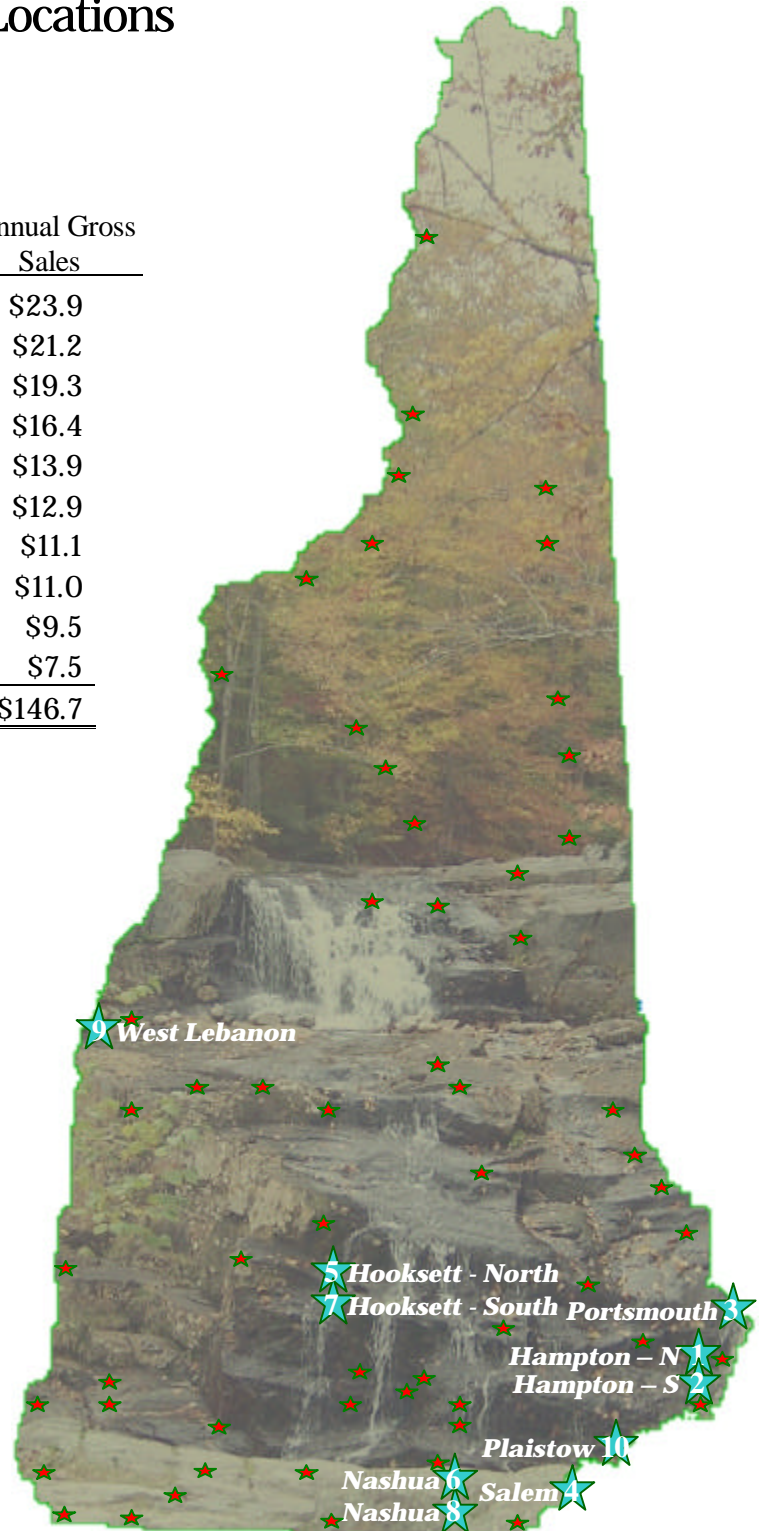 Locations
nnual Gross
Sales
$23.9
$21.2
$19.3
$16.4
$13.9
$12.9
$11.1
$11.0
$9.5
$7.5
$146.7
9 West Lebanon
5 Hooksett - North
7 Hooksett - South
Portsmouth 3
Hampton – N 1
Hampton – S 2
Plaistow 10
Nashua 6
Salem 4
Nashua 8